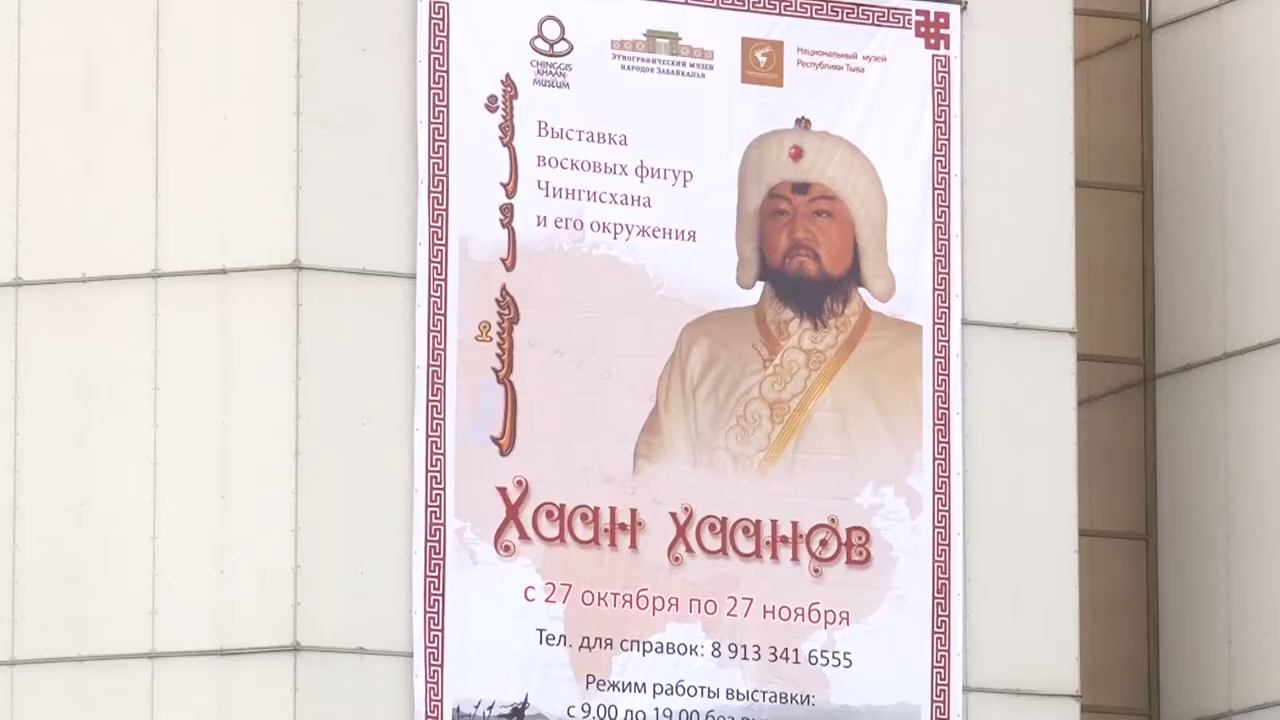 CHINGGIS
KHAAN
MUSEUM
ЭТНОГРАФИЧЕСКИЙ МУЗЕЙ
НАРОДОВ ЗАБАЙКАЛЬЯ
Национальный музей
Республики Тыва
Выставка
восковых фигур
Чингисхана
и его окружения
Хаан хаанов
с 27 октября по 27 ноября
Тел. для справок: 8 913 341 6555
Режим работы выставки:
с 9.00 до 19.00 без